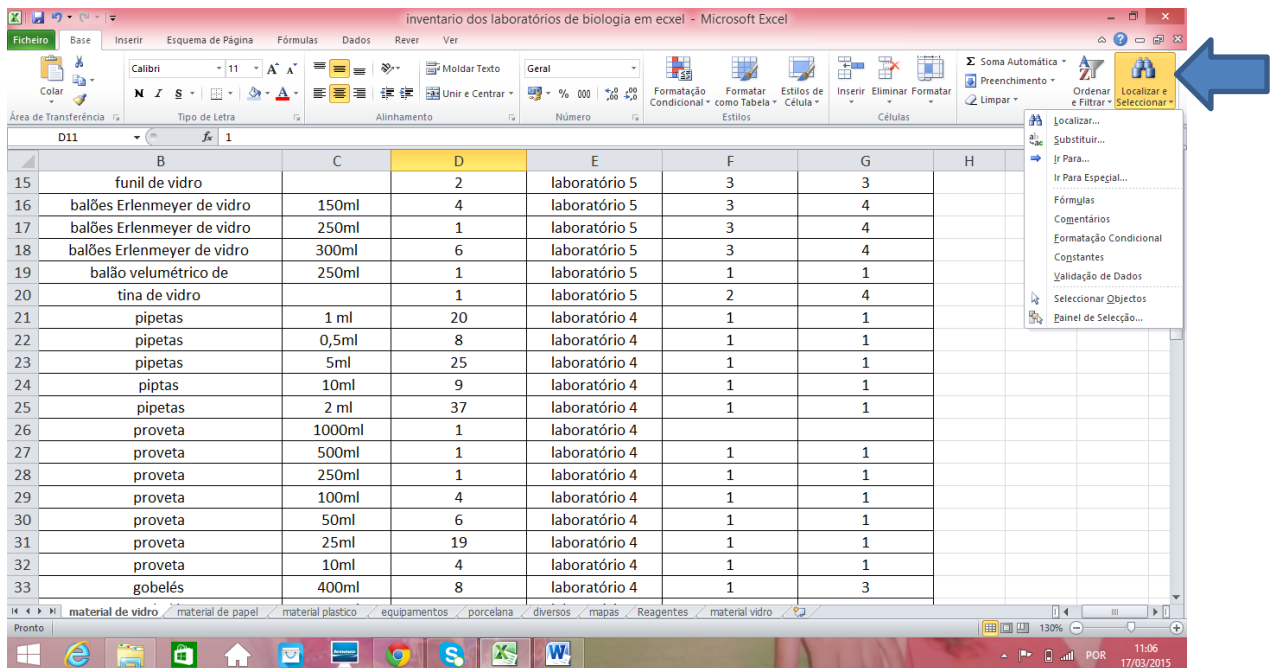 inventario dos laboratórios de biologia em ecxel - Microsoft Excel
Ficheiro Base Inserir Esquema de Página Fórmulas Dados Rever Ver
Colar
Calibri 11 A A
N I S A
Moldar Texto
Unir e Centrar
Geral
% 000 ,00 ,00
Formatação Condicional
Formatar como Tabela
Estilos de Célula
Inserir Eliminar Formatar
Σ Soma Automática
Preenchimento
Limpar
Ordenar e Filtrar
Localizar e Seleccionar
Área de Transferência Tipo de Letra Alinhamento Número Estilos Células
D11 fx 1
Localizar...
Substituir...
Ir Para...
Ir Para Especial...
Fórmulas
Comentários
Formatação Condicional
Constantes
Validação de Dados
Seleccionar Objectos
Painel de Selecção...
B C D E F G H
15 funil de vidro 2 laboratório 5 3 3
16 balões Erlenmeyer de vidro 150ml 4 laboratório 5 3 4
17 balões Erlenmeyer de vidro 250ml 1 laboratório 5 3 4
18 balões Erlenmeyer de vidro 300ml 6 laboratório 5 3 4
19 balão velumétrico de 250ml 1 laboratório 5 1 1
20 tina de vidro 1 laboratório 5 2 4
21 pipetas 1 ml 20 laboratório 4 1 1
22 pipetas 0,5ml 8 laboratório 4 1 1
23 pipetas 5ml 25 laboratório 4 1 1
24 piptas 10ml 9 laboratório 4 1 1
25 pipetas 2 ml 37 laboratório 4 1 1
26 proveta 1000ml 1 laboratório 4
27 proveta 500ml 1 laboratório 4 1 1
28 proveta 250ml 1 laboratório 4 1 1
29 proveta 100ml 4 laboratório 4 1 1
30 proveta 50ml 6 laboratório 4 1 1
31 proveta 25ml 19 laboratório 4 1 1
32 proveta 10ml 4 laboratório 4 1 1
33 gobelés 400ml 8 laboratório 4 1 3
material de vidro material de papel material plastico equipamentos porcelana diversos mapas Reagentes material vidro
Pronto 130%
POR 11:06
17/03/2015